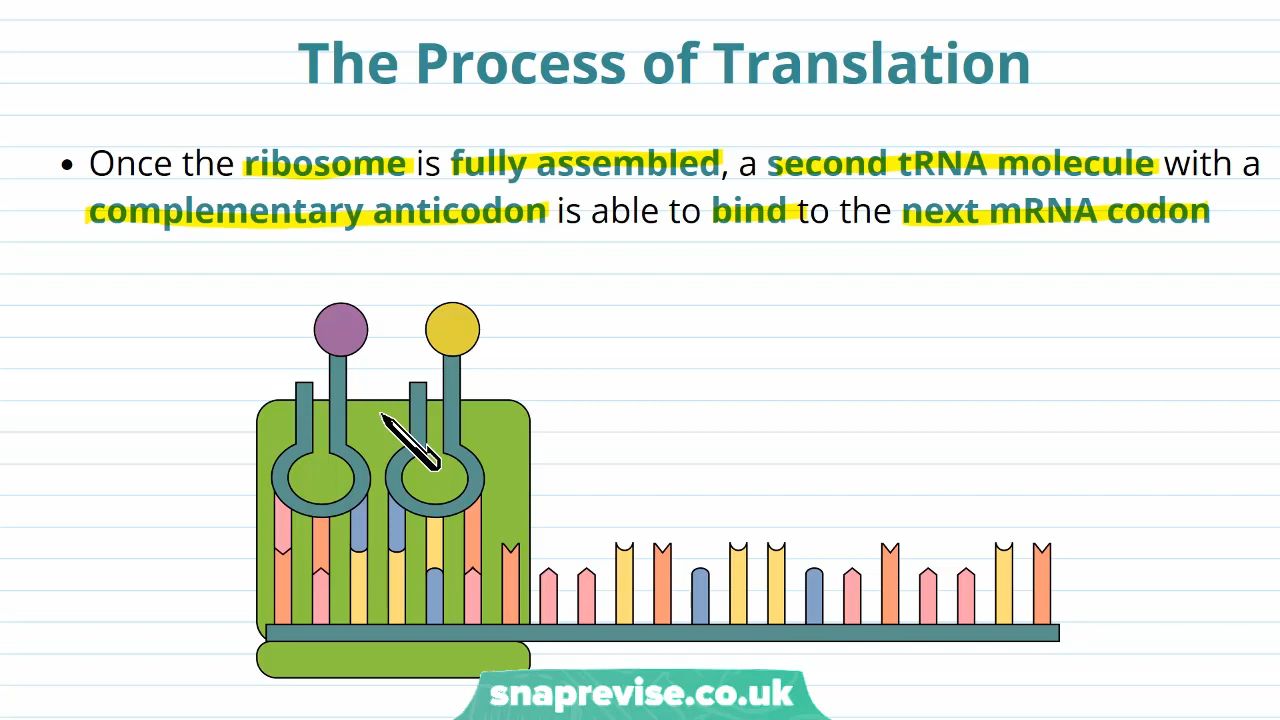 The Process of Translation
• Once the ribosome is fully assembled, a second tRNA molecule with a
complementary anticodon is able to bind to the next mRNA codon
snaprevise.co.uk